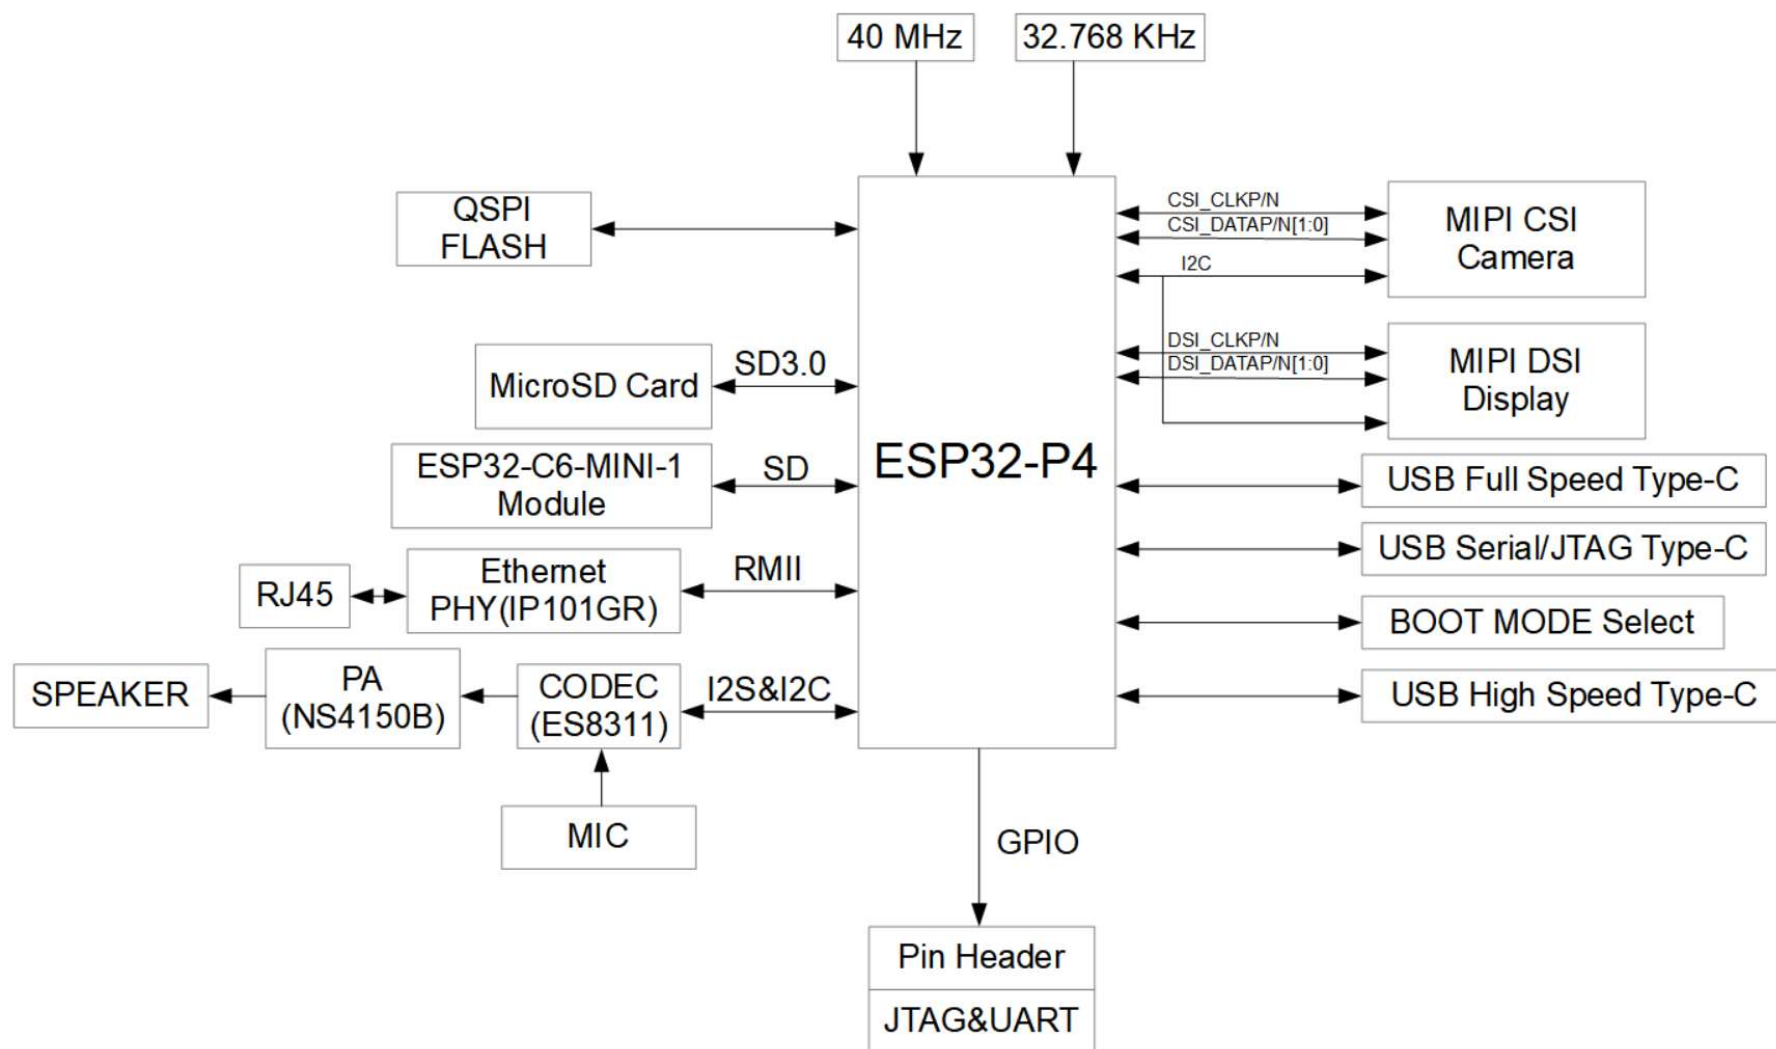 40 MHz
32.768 KHz
QSPI
FLASH
CSI_CLKP/N
CSI_DATAP/N[1:0]
I2C
MIPI CSI
Camera
MicroSD Card
SD3.0
DSI_CLKP/N
DSI_DATAP/N[1:0]
MIPI DSI
Display
ESP32-P4
ESP32-C6-MINI-1
Module
SD
USB Full Speed Type-C
USB Serial/JTAG Type-C
RJ45
Ethernet
PHY(IP101GR)
RMII
BOOT MODE Select
SPEAKER
PA
(NS4150B)
CODEC
(ES8311)
I2S&I2C
USB High Speed Type-C
MIC
GPIO
Pin Header
JTAG&UART